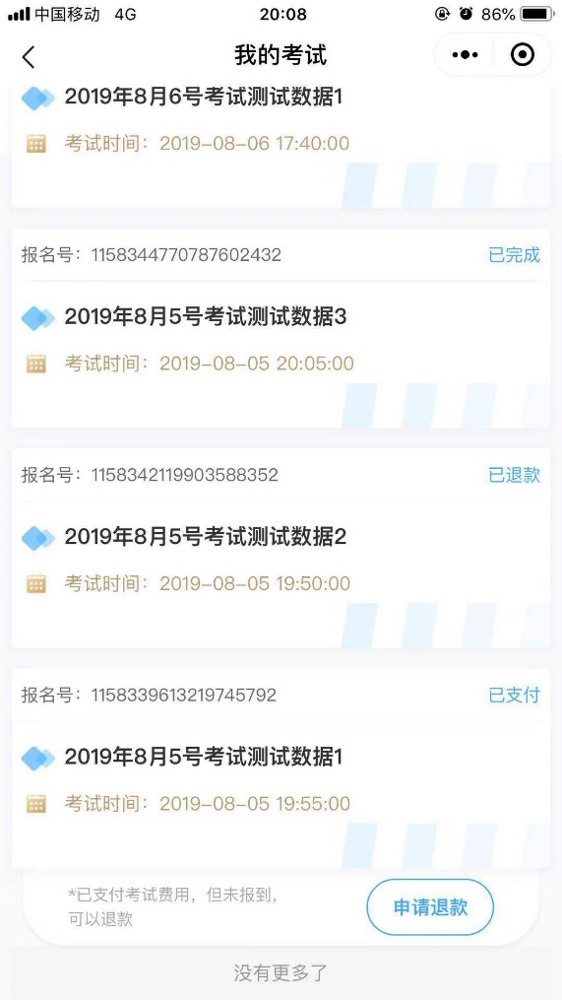 中国移动 4G 20:08 86%
我的考试
2019年8月6号考试测试数据1
考试时间：2019-08-06 17:40:00
报名号：1158344770787602432 已完成
2019年8月5号考试测试数据3
考试时间：2019-08-05 20:05:00
报名号：1158342119903588352 已退款
2019年8月5号考试测试数据2
考试时间：2019-08-05 19:50:00
报名号：1158339613219745792 已支付
2019年8月5号考试测试数据1
考试时间：2019-08-05 19:55:00
*已支付考试费用，但未报到，
可以退款
申请退款
没有更多了